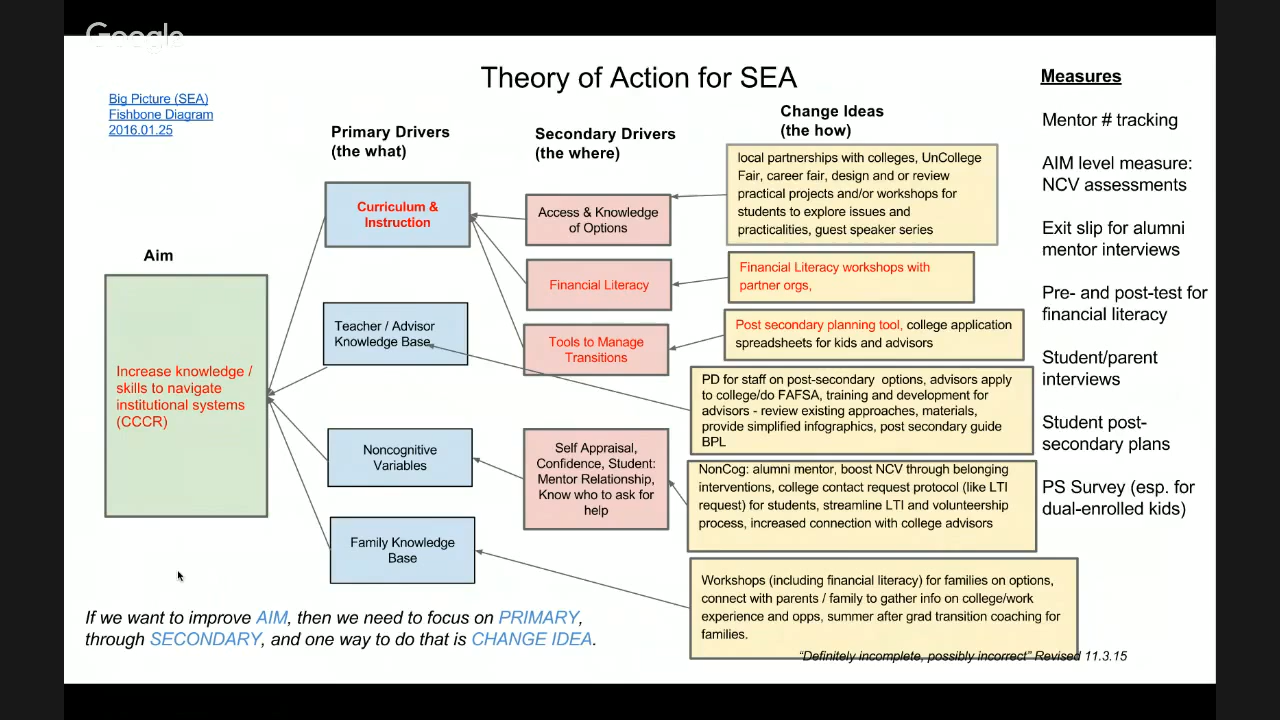 Google
Theory of Action for SEA
Big Picture (SEA)
Fishbone Diagram
2016.01.25
Aim
Increase knowledge /
skills to navigate
institutional systems
(CCCR)
Primary Drivers
(the what)
Curriculum &
Instruction
Teacher / Advisor
Knowledge Base
Noncognitive
Variables
Family Knowledge
Base
Secondary Drivers
(the where)
Access & Knowledge
of Options
Financial Literacy
Tools to Manage
Transitions
Self Appraisal,
Confidence, Student:
Mentor Relationship,
Know who to ask for
help
Change Ideas
(the how)
local partnerships with colleges, UnCollege
Fair, career fair, design and or review
practical projects and/or workshops for
students to explore issues and
practicalities, guest speaker series
Financial Literacy workshops with
partner orgs,
Post secondary planning tool, college application
spreadsheets for kids and advisors
PD for staff on post-secondary options, advisors apply
to college/do FAFSA, training and development for
advisors - review existing approaches, materials,
provide simplified infographics, post secondary guide
BPL
NonCog: alumni mentor, boost NCV through belonging
interventions, college contact request protocol (like LTI
request) for students, streamline LTI and volunteership
process, increased connection with college advisors
Workshops (including financial literacy) for families on options,
connect with parents / family to gather info on college/work
experience and opps, summer after grad transition coaching for
families.
Measures
Mentor # tracking
AIM level measure:
NCV assessments
Exit slip for alumni
mentor interviews
Pre- and post-test for
financial literacy
Student/parent
interviews
Student post-
secondary plans
PS Survey (esp. for
dual-enrolled kids)
If we want to improve AIM, then we need to focus on PRIMARY,
through SECONDARY, and one way to do that is CHANGE IDEA.
"Definitely incomplete, possibly incorrect" Revised 11.3.15